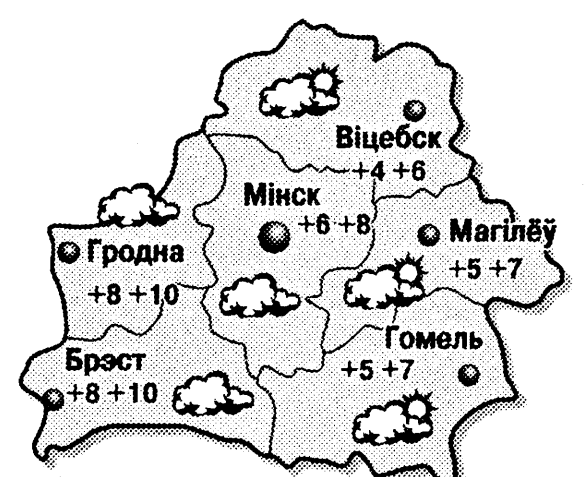 Віцебск
+4 +6
Мінск
+6 +8
Магілёў
+5 +7
Гродна
+8 +10
Гомель
+5 +7
Брэст
+8 +10